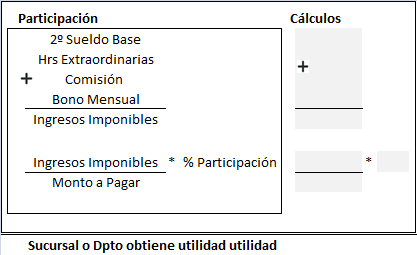 Participación Cálculos
2º Sueldo Base
Hrs Extraordinarias
+ Comisión +
Bono Mensual
Ingresos Imponibles
Ingresos Imponibles * % Participación *
Monto a Pagar
Sucursal o Dpto obtiene utilidad utilidad